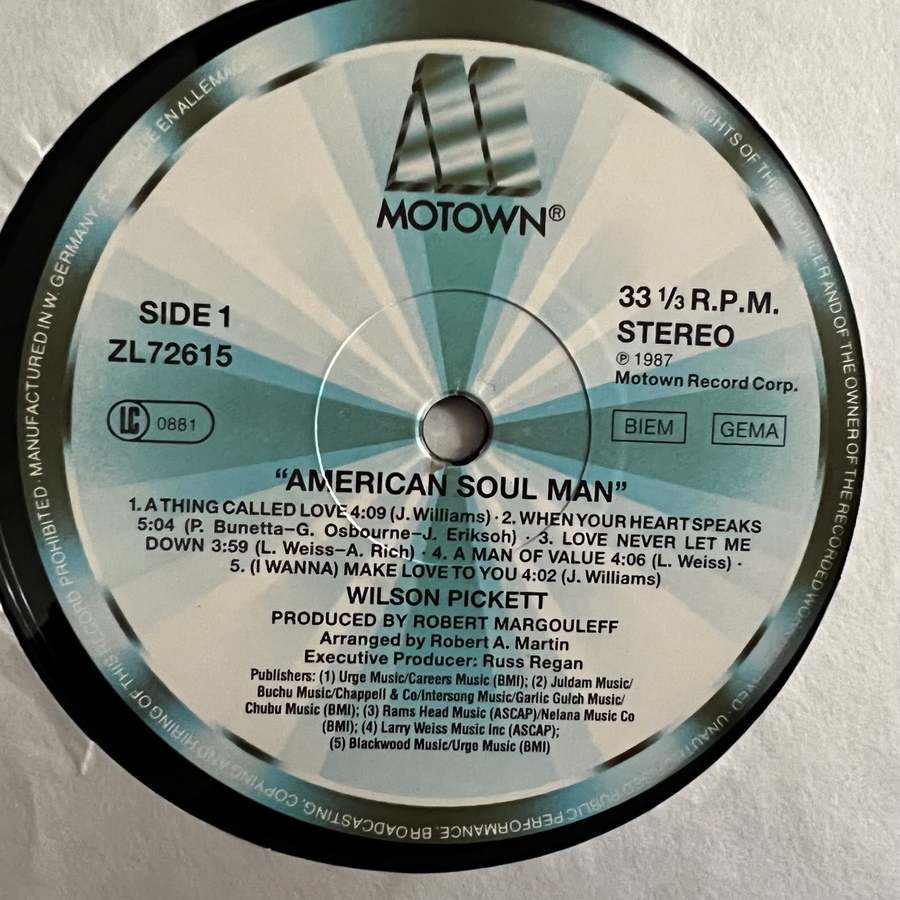 MOTOWN®
SIDE 1
ZL72615
LC 0881
33 1/3 R.P.M.
STEREO
℗ 1987
Motown Record Corp.
BIEM GEMA
“AMERICAN SOUL MAN”
1. A THING CALLED LOVE 4:09 (J. Williams) · 2. WHEN YOUR HEART SPEAKS
5:04 (P. Bunetta–G. Osbourne–J. Eriksoh) · 3. LOVE NEVER LET ME
DOWN 3:59 (L. Weiss–A. Rich) · 4. A MAN OF VALUE 4:06 (L. Weiss) ·
5. (I WANNA) MAKE LOVE TO YOU 4:02 (J. Williams)
WILSON PICKETT
PRODUCED BY ROBERT MARGOULEFF
Arranged by Robert A. Martin
Executive Producer: Russ Regan
Publishers: (1) Urge Music/Careers Music (BMI); (2) Juldam Music/
Buchu Music/Chappell & Co/Intersong Music/Garlic Gulch Music/
Chubu Music (BMI); (3) Rams Head Music (ASCAP)/Nelana Music Co
(BMI); (4) Larry Weiss Music Inc (ASCAP);
(5) Blackwood Music/Urge Music (BMI)
RIGHTS OF THE AND OF THE OWNER OF THE RECORDED PUBLIC PERFORMANCE, BROADCASTING, COPYING AND HIRING OF THIS RECORD PROHIBITED · MANUFACTURED IN W. GERMANY · EN